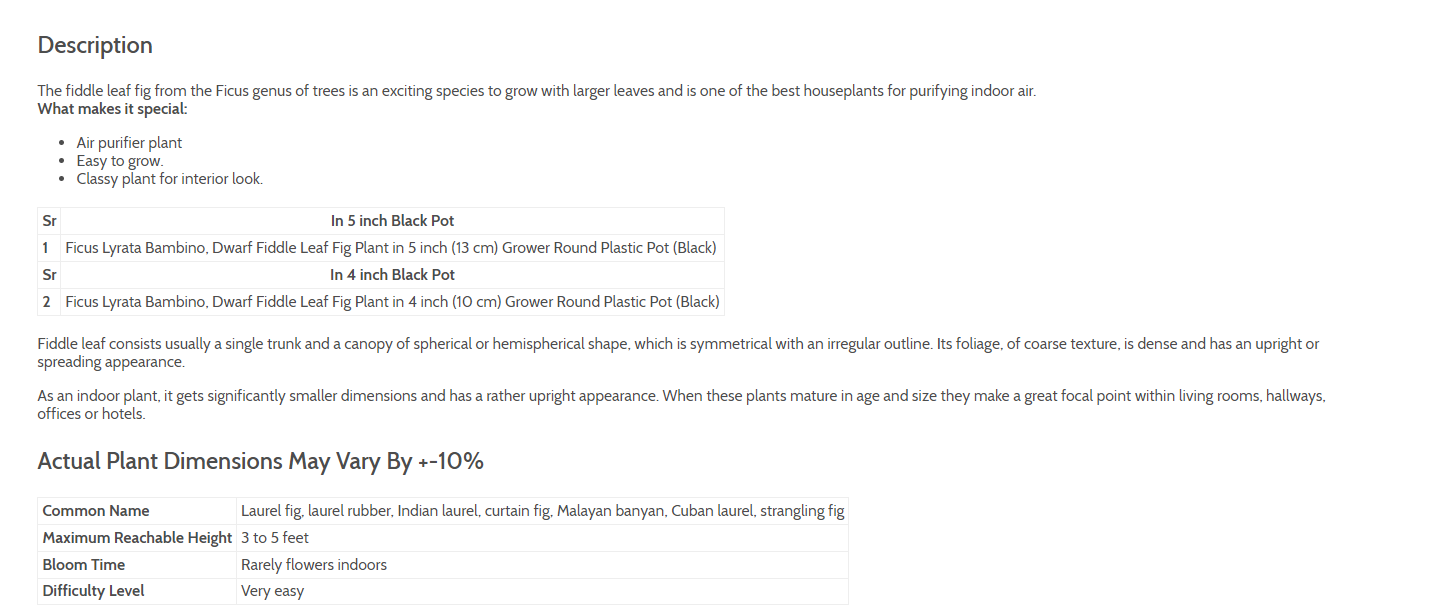 Description
The fiddle leaf fig from the Ficus genus of trees is an exciting species to grow with larger leaves and is one of the best houseplants for purifying indoor air.
What makes it special:
• Air purifier plant
• Easy to grow.
• Classy plant for interior look.
Sr In 5 inch Black Pot
1 Ficus Lyrata Bambino, Dwarf Fiddle Leaf Fig Plant in 5 inch (13 cm) Grower Round Plastic Pot (Black)
Sr In 4 inch Black Pot
2 Ficus Lyrata Bambino, Dwarf Fiddle Leaf Fig Plant in 4 inch (10 cm) Grower Round Plastic Pot (Black)
Fiddle leaf consists usually a single trunk and a canopy of spherical or hemispherical shape, which is symmetrical with an irregular outline. Its foliage, of coarse texture, is dense and has an upright or
spreading appearance.
As an indoor plant, it gets significantly smaller dimensions and has a rather upright appearance. When these plants mature in age and size they make a great focal point within living rooms, hallways,
offices or hotels.
Actual Plant Dimensions May Vary By +-10%
Common Name Laurel fig, laurel rubber, Indian laurel, curtain fig, Malayan banyan, Cuban laurel, strangling fig
Maximum Reachable Height 3 to 5 feet
Bloom Time Rarely flowers indoors
Difficulty Level Very easy